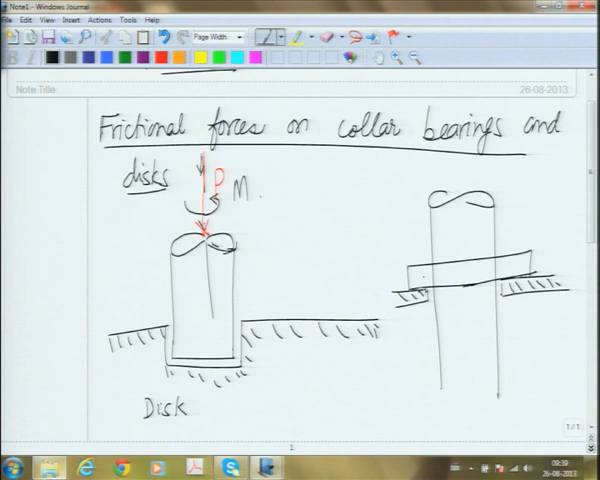 Note1 - Windows Journal
File Edit View Insert Actions Tools Help
Page Width
B I
Note Title
26-08-2013
Frictional forces on collar bearings and
disks
P
M.
Disk
1/1
1
09:39
26-08-2013